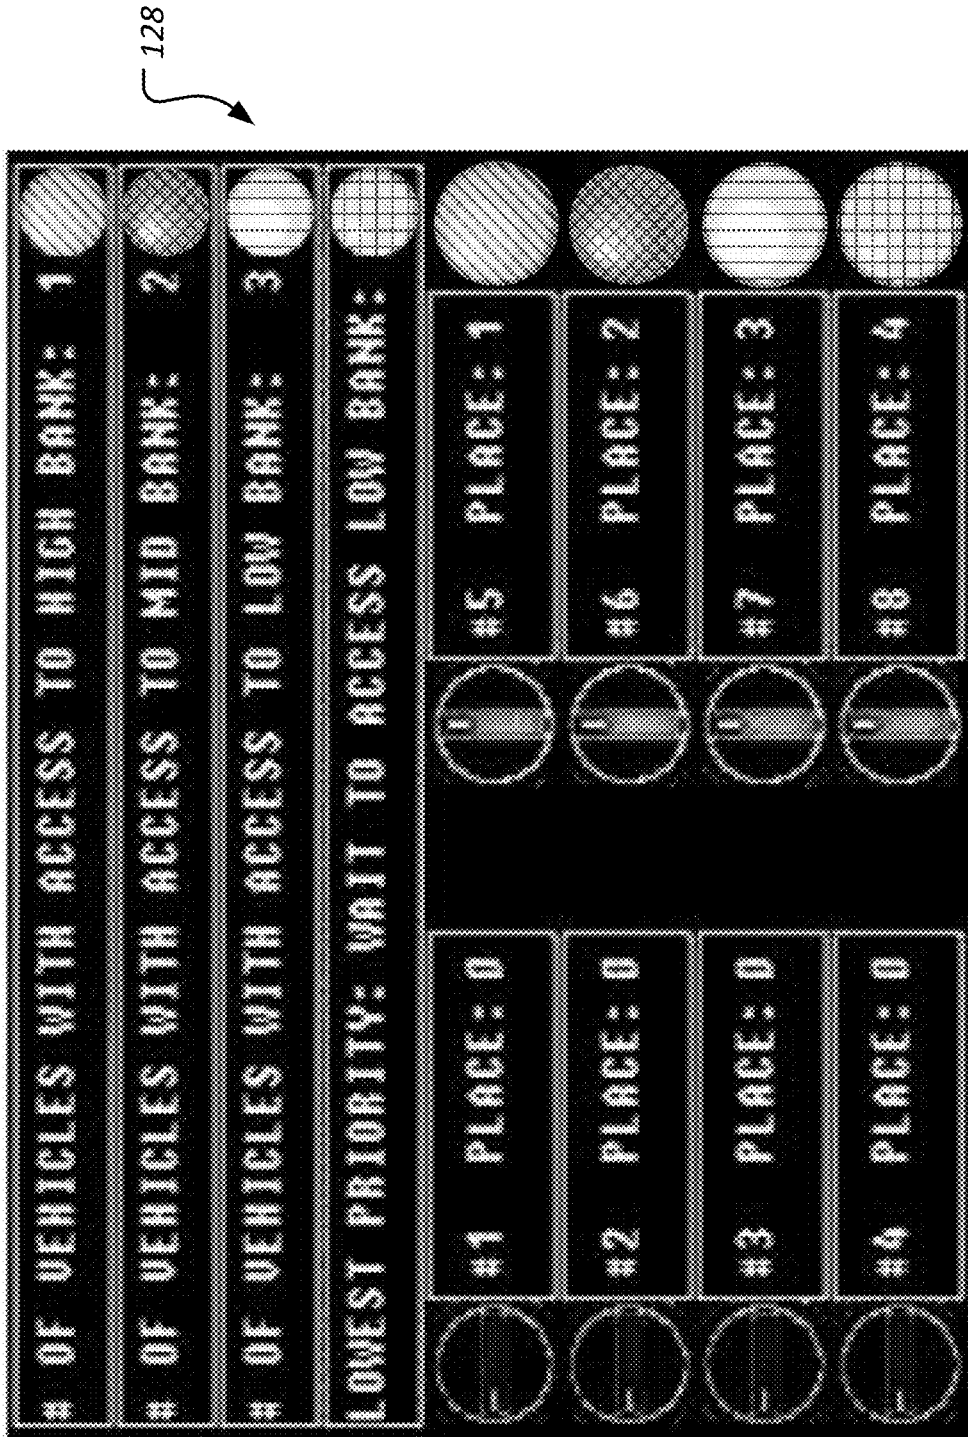 128
# OF VEHICLES WITH ACCESS TO HIGH BANK: 1
# OF VEHICLES WITH ACCESS TO MID BANK: 2
# OF VEHICLES WITH ACCESS TO LOW BANK: 3
LOWEST PRIORITY: WAIT TO ACCESS LOW BANK:
#1 PLACE: 0 #5 PLACE: 1
#2 PLACE: 0 #6 PLACE: 2
#3 PLACE: 0 #7 PLACE: 3
#4 PLACE: 0 #8 PLACE: 4